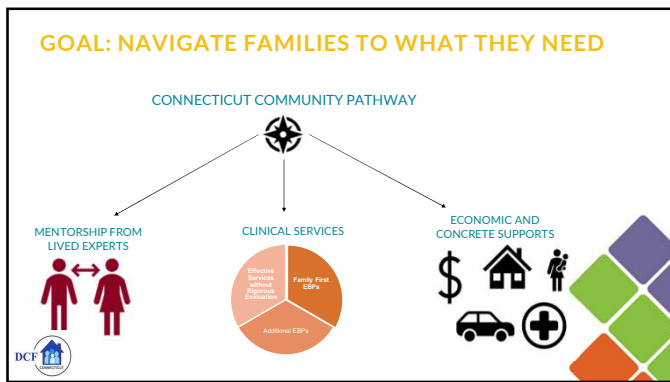 GOAL: NAVIGATE FAMILIES TO WHAT THEY NEED
CONNECTICUT COMMUNITY PATHWAY
MENTORSHIP FROM
LIVED EXPERTS
CLINICAL SERVICES
Effective
Services
without
Rigorous
Evaluation
Family First
EBPs
Additional EBPs
ECONOMIC AND
CONCRETE SUPPORTS
$
DCF
CONNECTICUT